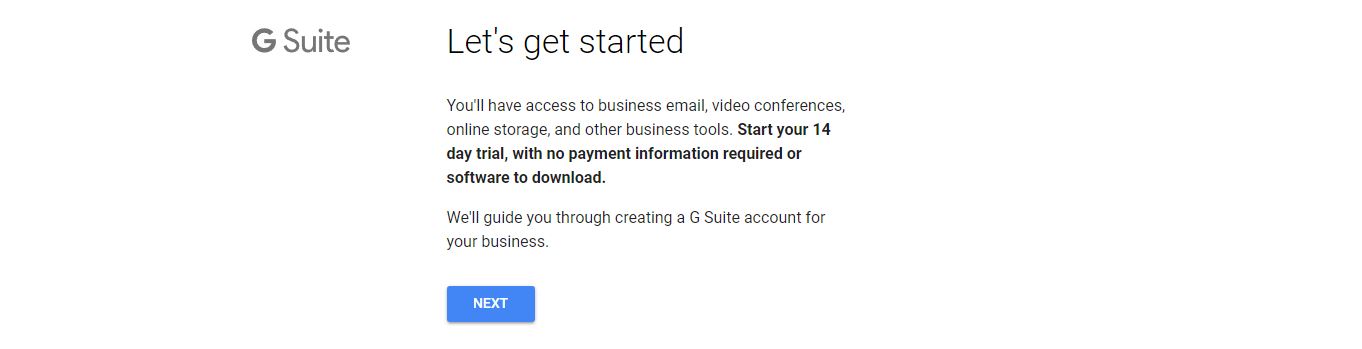 G Suite
Let's get started
You'll have access to business email, video conferences,
online storage, and other business tools. Start your 14
day trial, with no payment information required or
software to download.
We'll guide you through creating a G Suite account for
your business.
NEXT